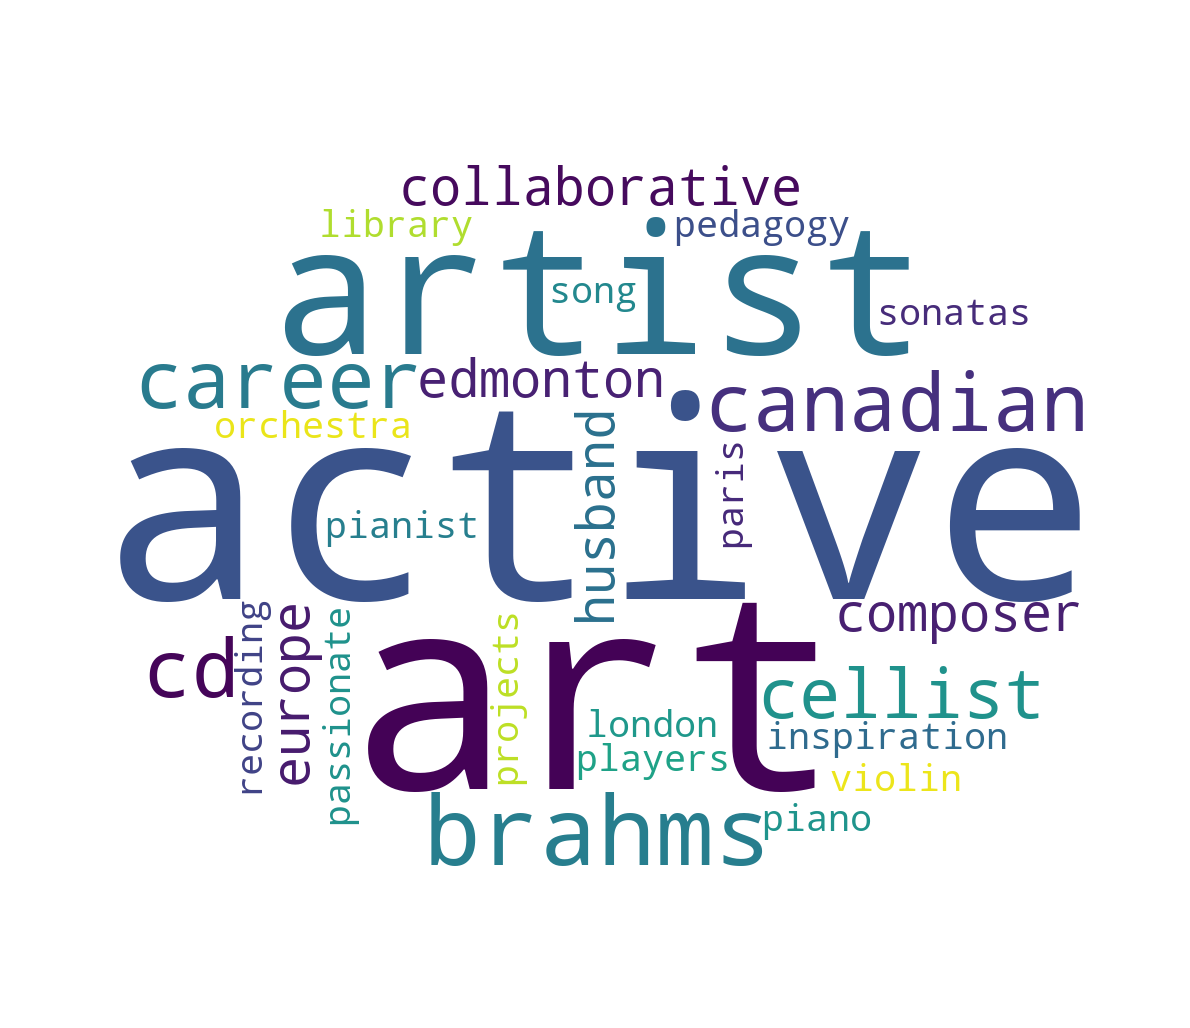 collaborative
library
pedagogy
artist
song
sonatas
career
edmonton
canadian
orchestra
active
husband
paris
pianist
composer
recording
europe
passionate
projects
art
cd
cellist
london
inspiration
players
violin
brahms
piano